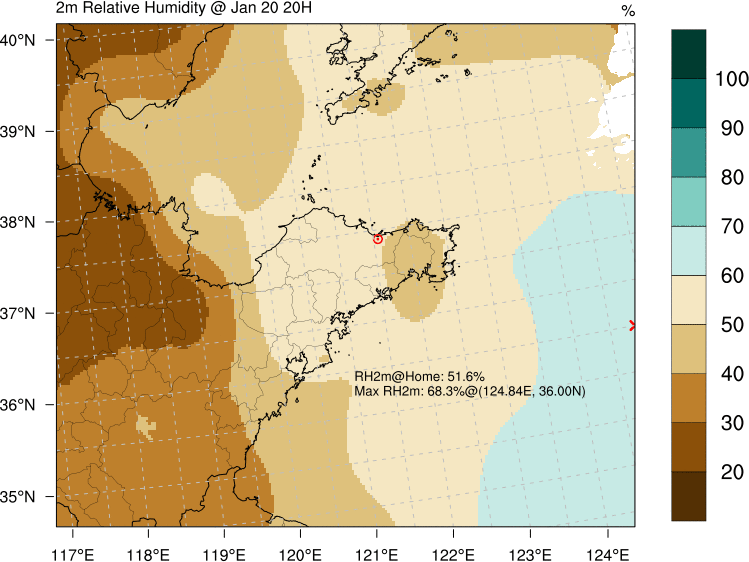 2m Relative Humidity @ Jan 20 20H
%
40°N
39°N
38°N
37°N
36°N
35°N
117°E
118°E
119°E
120°E
121°E
122°E
123°E
124°E
RH2m@Home: 51.6%
Max RH2m: 68.3%@(124.84E, 36.00N)
100
90
80
70
60
50
40
30
20